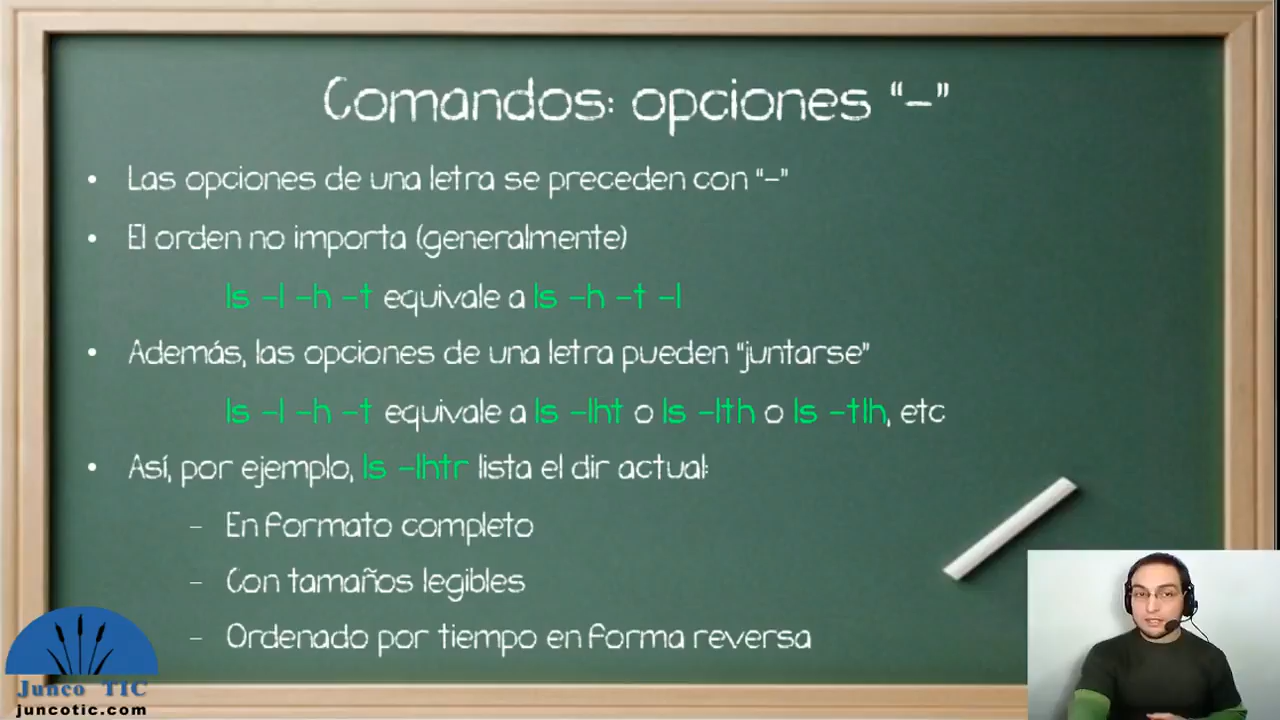 Comandos: opciones “-”
• Las opciones de una letra se preceden con “-”
• El orden no importa (generalmente)
ls -l -h -t equivale a ls -h -t -l
• Además, las opciones de una letra pueden “juntarse”
ls -l -h -t equivale a ls -lht o ls -lth o ls -tlh, etc
• Así, por ejemplo, ls -lhtr lista el dir actual:
- En formato completo
- Con tamaños legibles
- Ordenado por tiempo en forma reversa
Junco TIC
juncotic.com